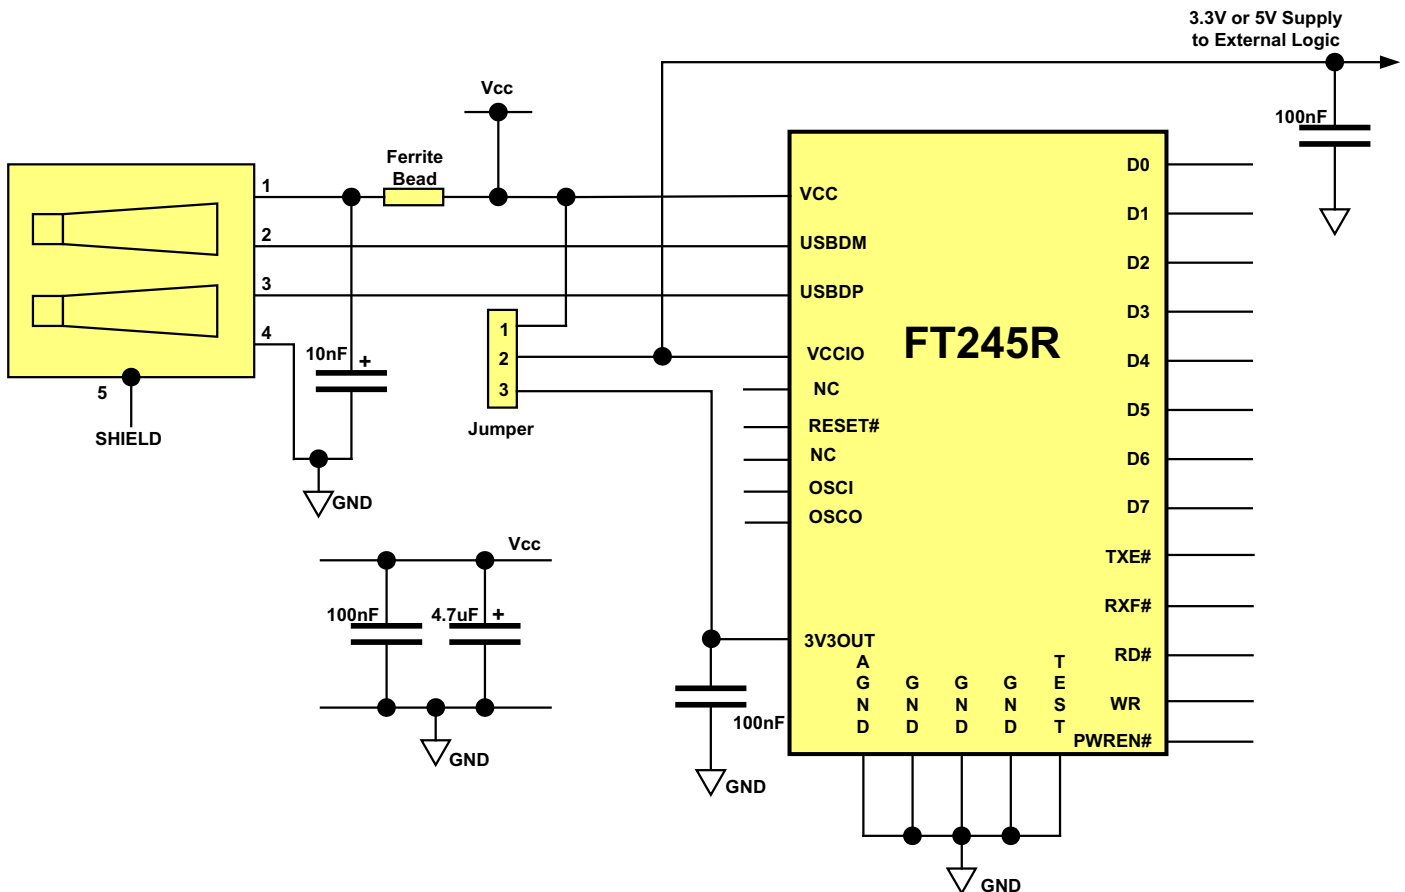 3.3V or 5V Supply
to External Logic
Vcc
100nF
Ferrite
Bead
1
2
3
4
5
SHIELD
10nF
+
GND
1
2
3
Jumper
VCC
USBDM
USBDP
VCCIO
NC
RESET#
NC
OSCI
OSCO
3V3OUT
FT245R
D0
D1
D2
D3
D4
D5
D6
D7
TXE#
RXF#
RD#
WR
PWREN#
AGND
GND
GND
GND
TEST
Vcc
100nF
4.7uF
+
GND
100nF
GND
GND